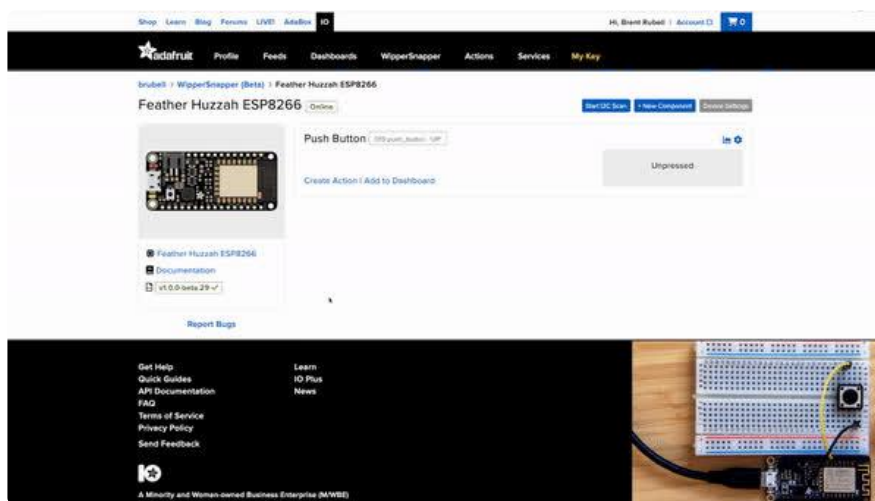 Shop Learn Blog Forums LIVE! AdaBox IO
Hi, Brent Rubell | Account
0
adafruit Profile Feeds Dashboards WipperSnapper Actions Services My Key
brubell / WipperSnapper (Beta) / Feather Huzzah ESP8266
Feather Huzzah ESP8266 Online
Start I2C Scan + New Component Device Settings
Push Button
Unpressed
Create Action | Add to Dashboard
Feather Huzzah ESP8266
Documentation
v1.0.0-beta.29
Report Bugs
Get Help
Quick Guides
API Documentation
FAQ
Terms of Service
Privacy Policy
Send Feedback
Learn
IO Plus
News
IO
A Minority and Woman-owned Business Enterprise (M/WBE)